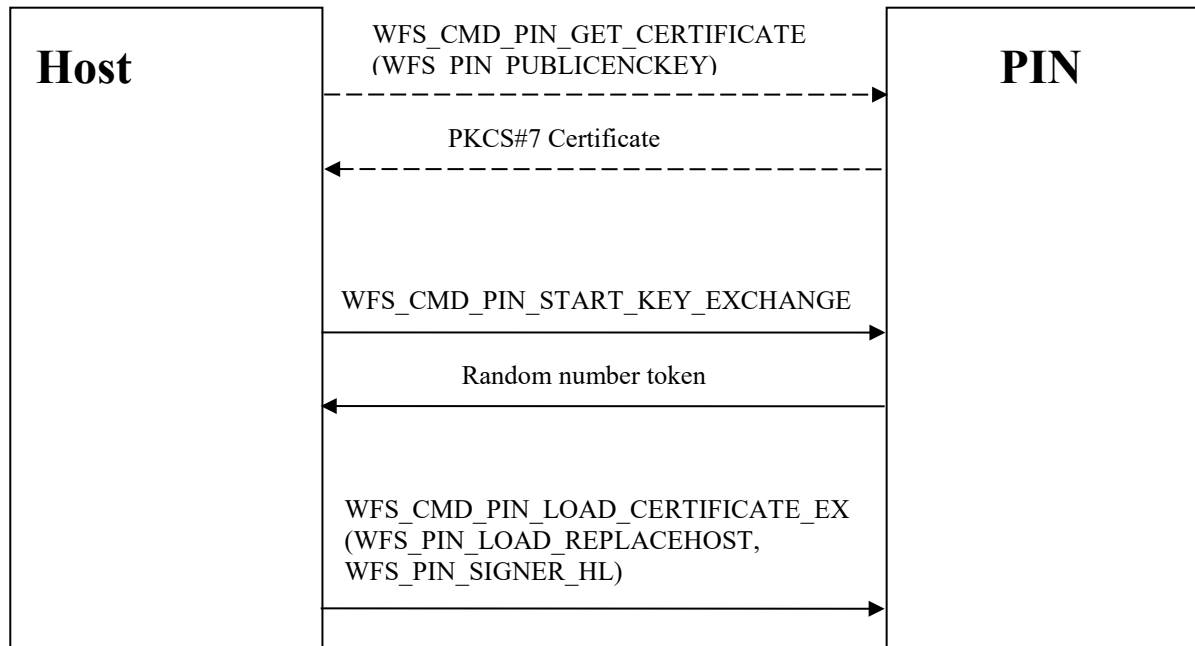 Host
PIN
WFS_CMD_PIN_GET_CERTIFICATE
(WFS_PIN_PUBLICENCKEY)
PKCS#7 Certificate
WFS_CMD_PIN_START_KEY_EXCHANGE
Random number token
WFS_CMD_PIN_LOAD_CERTIFICATE_EX
(WFS_PIN_LOAD_REPLACEHOST,
WFS_PIN_SIGNER_HL)